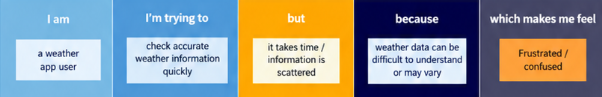 I am
a weather
app user
I'm trying to
check accurate
weather information
quickly
but
it takes time /
information is
scattered
because
weather data can be
difficult to understand
or may vary
which makes me feel
Frustrated /
confused